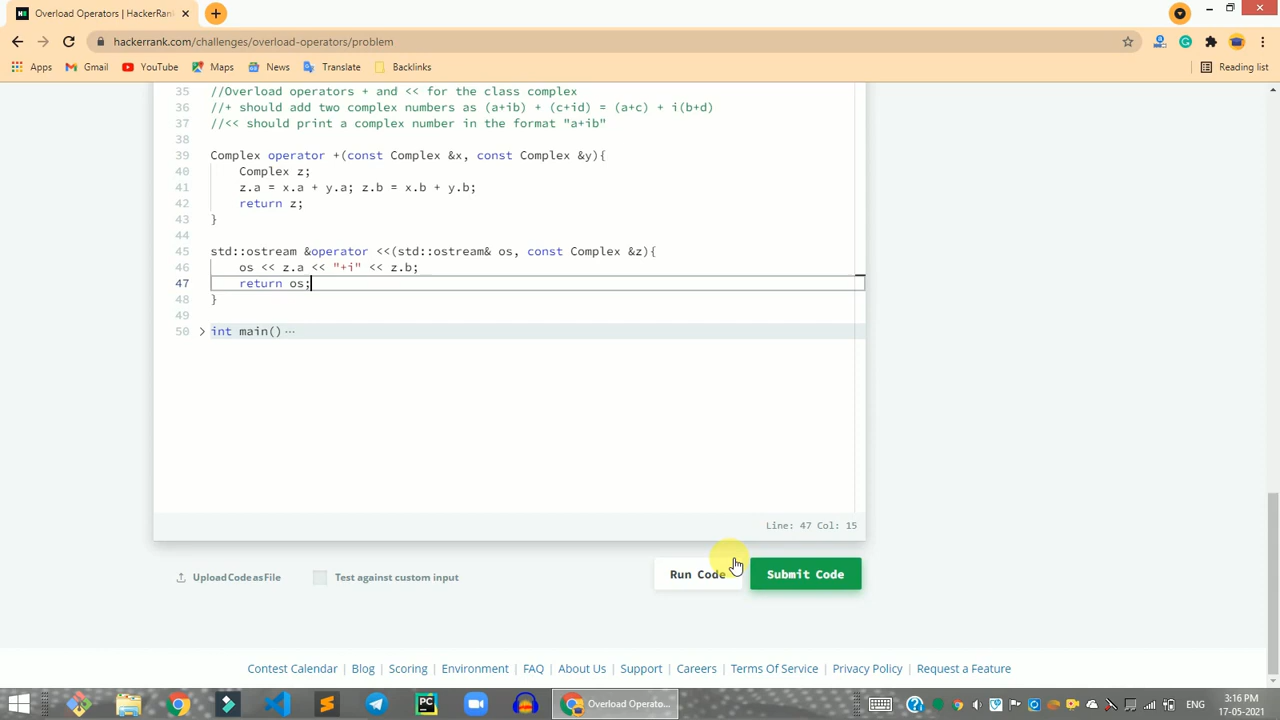 Overload Operators | HackerRank
hackerrank.com/challenges/overload-operators/problem
Apps Gmail YouTube Maps News Translate Backlinks Reading list
35 //Overload operators + and << for the class complex
36 //+ should add two complex numbers as (a+ib) + (c+id) = (a+c) + i(b+d)
37 //<< should print a complex number in the format "a+ib"
38
39 Complex operator +(const Complex &x, const Complex &y){
40 Complex z;
41 z.a = x.a + y.a; z.b = x.b + y.b;
42 return z;
43 }
44
45 std::ostream &operator <<(std::ostream& os, const Complex &z){
46 os << z.a << "+i" << z.b;
47 return os;
48 }
49
50 > int main() ···
Line: 47 Col: 15
Upload Code as File Test against custom input Run Code Submit Code
Contest Calendar | Blog | Scoring | Environment | FAQ | About Us | Support | Careers | Terms Of Service | Privacy Policy | Request a Feature
PC Overload Operato... ENG 3:16 PM
17-05-2021